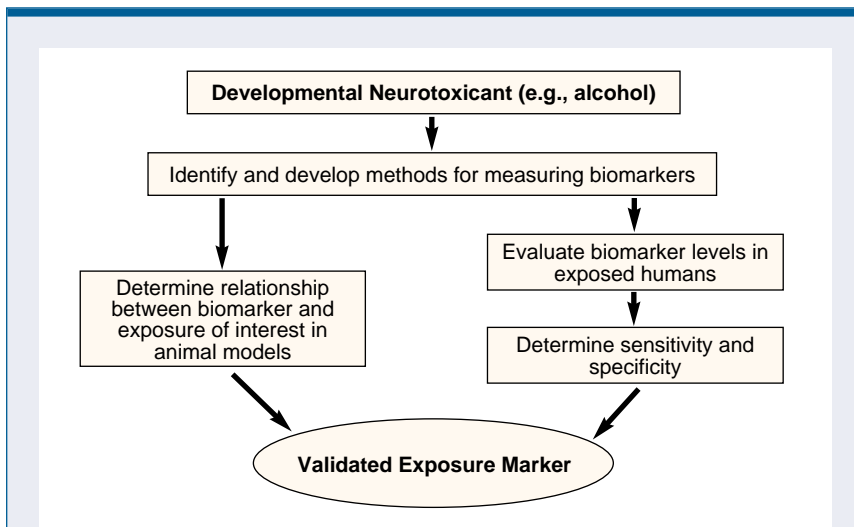 Developmental Neurotoxicant (e.g., alcohol)
Identify and develop methods for measuring biomarkers
Determine relationship
between biomarker and
exposure of interest in
animal models
Evaluate biomarker levels in
exposed humans
Determine sensitivity and
specificity
Validated Exposure Marker